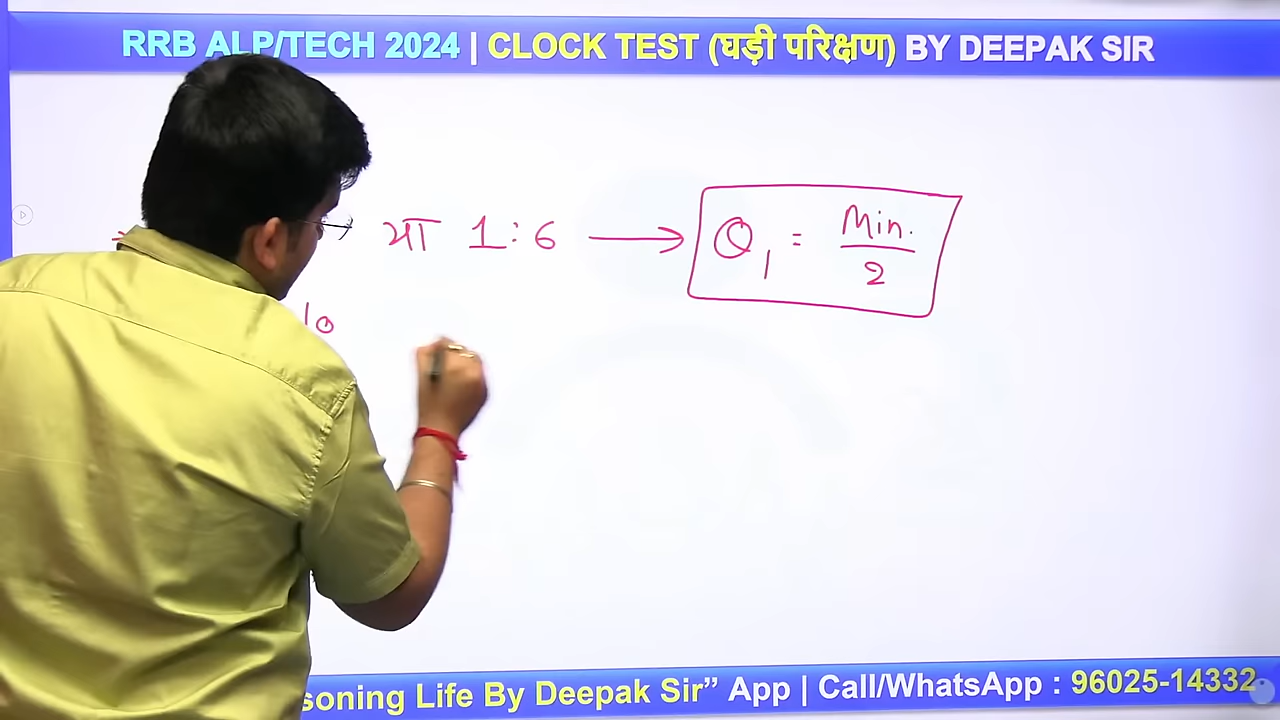 RRB ALP/TECH 2024 | CLOCK TEST (घड़ी परिक्षण) BY DEEPAK SIR
या 1:6 → θ1 = Min./2
10
soning Life By Deepak Sir” App | Call/WhatsApp : 96025-14332